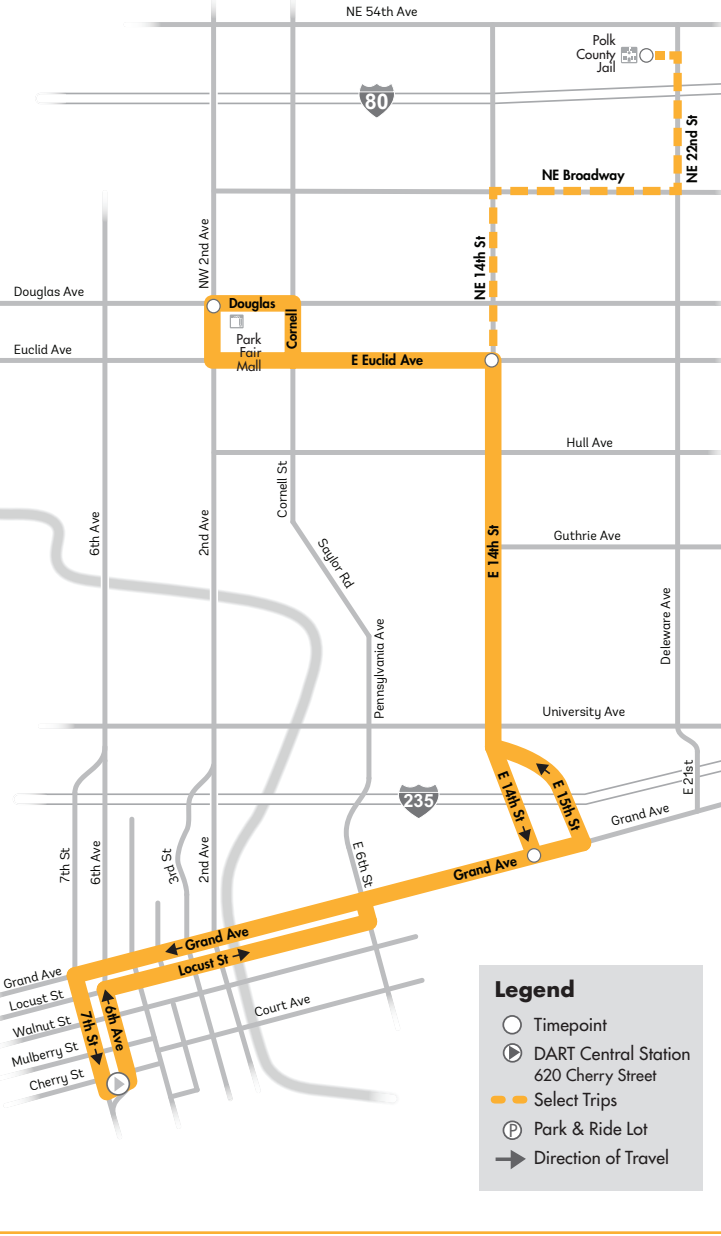 NE 54th Ave
Polk
County
Jail
80
NE 22nd St
NE Broadway
NW 2nd Ave
NE 14th St
Douglas Ave
Douglas
Cornell
Park
Fair
Mall
Euclid Ave
E Euclid Ave
Hull Ave
Cornell St
6th Ave
2nd Ave
E 14th St
Guthrie Ave
Saylor Rd
Deleware Ave
Pennsylvania Ave
University Ave
E 21st
235
E 14th St
E 15th St
Grand Ave
7th St
6th Ave
3rd St
2nd Ave
E 6th St
Grand Ave
Grand Ave
Locust St
Grand Ave
Locust St
Walnut St
Mulberry St
Cherry St
7th St
6th Ave
Court Ave
Legend
Timepoint
DART Central Station
620 Cherry Street
Select Trips
P Park & Ride Lot
Direction of Travel